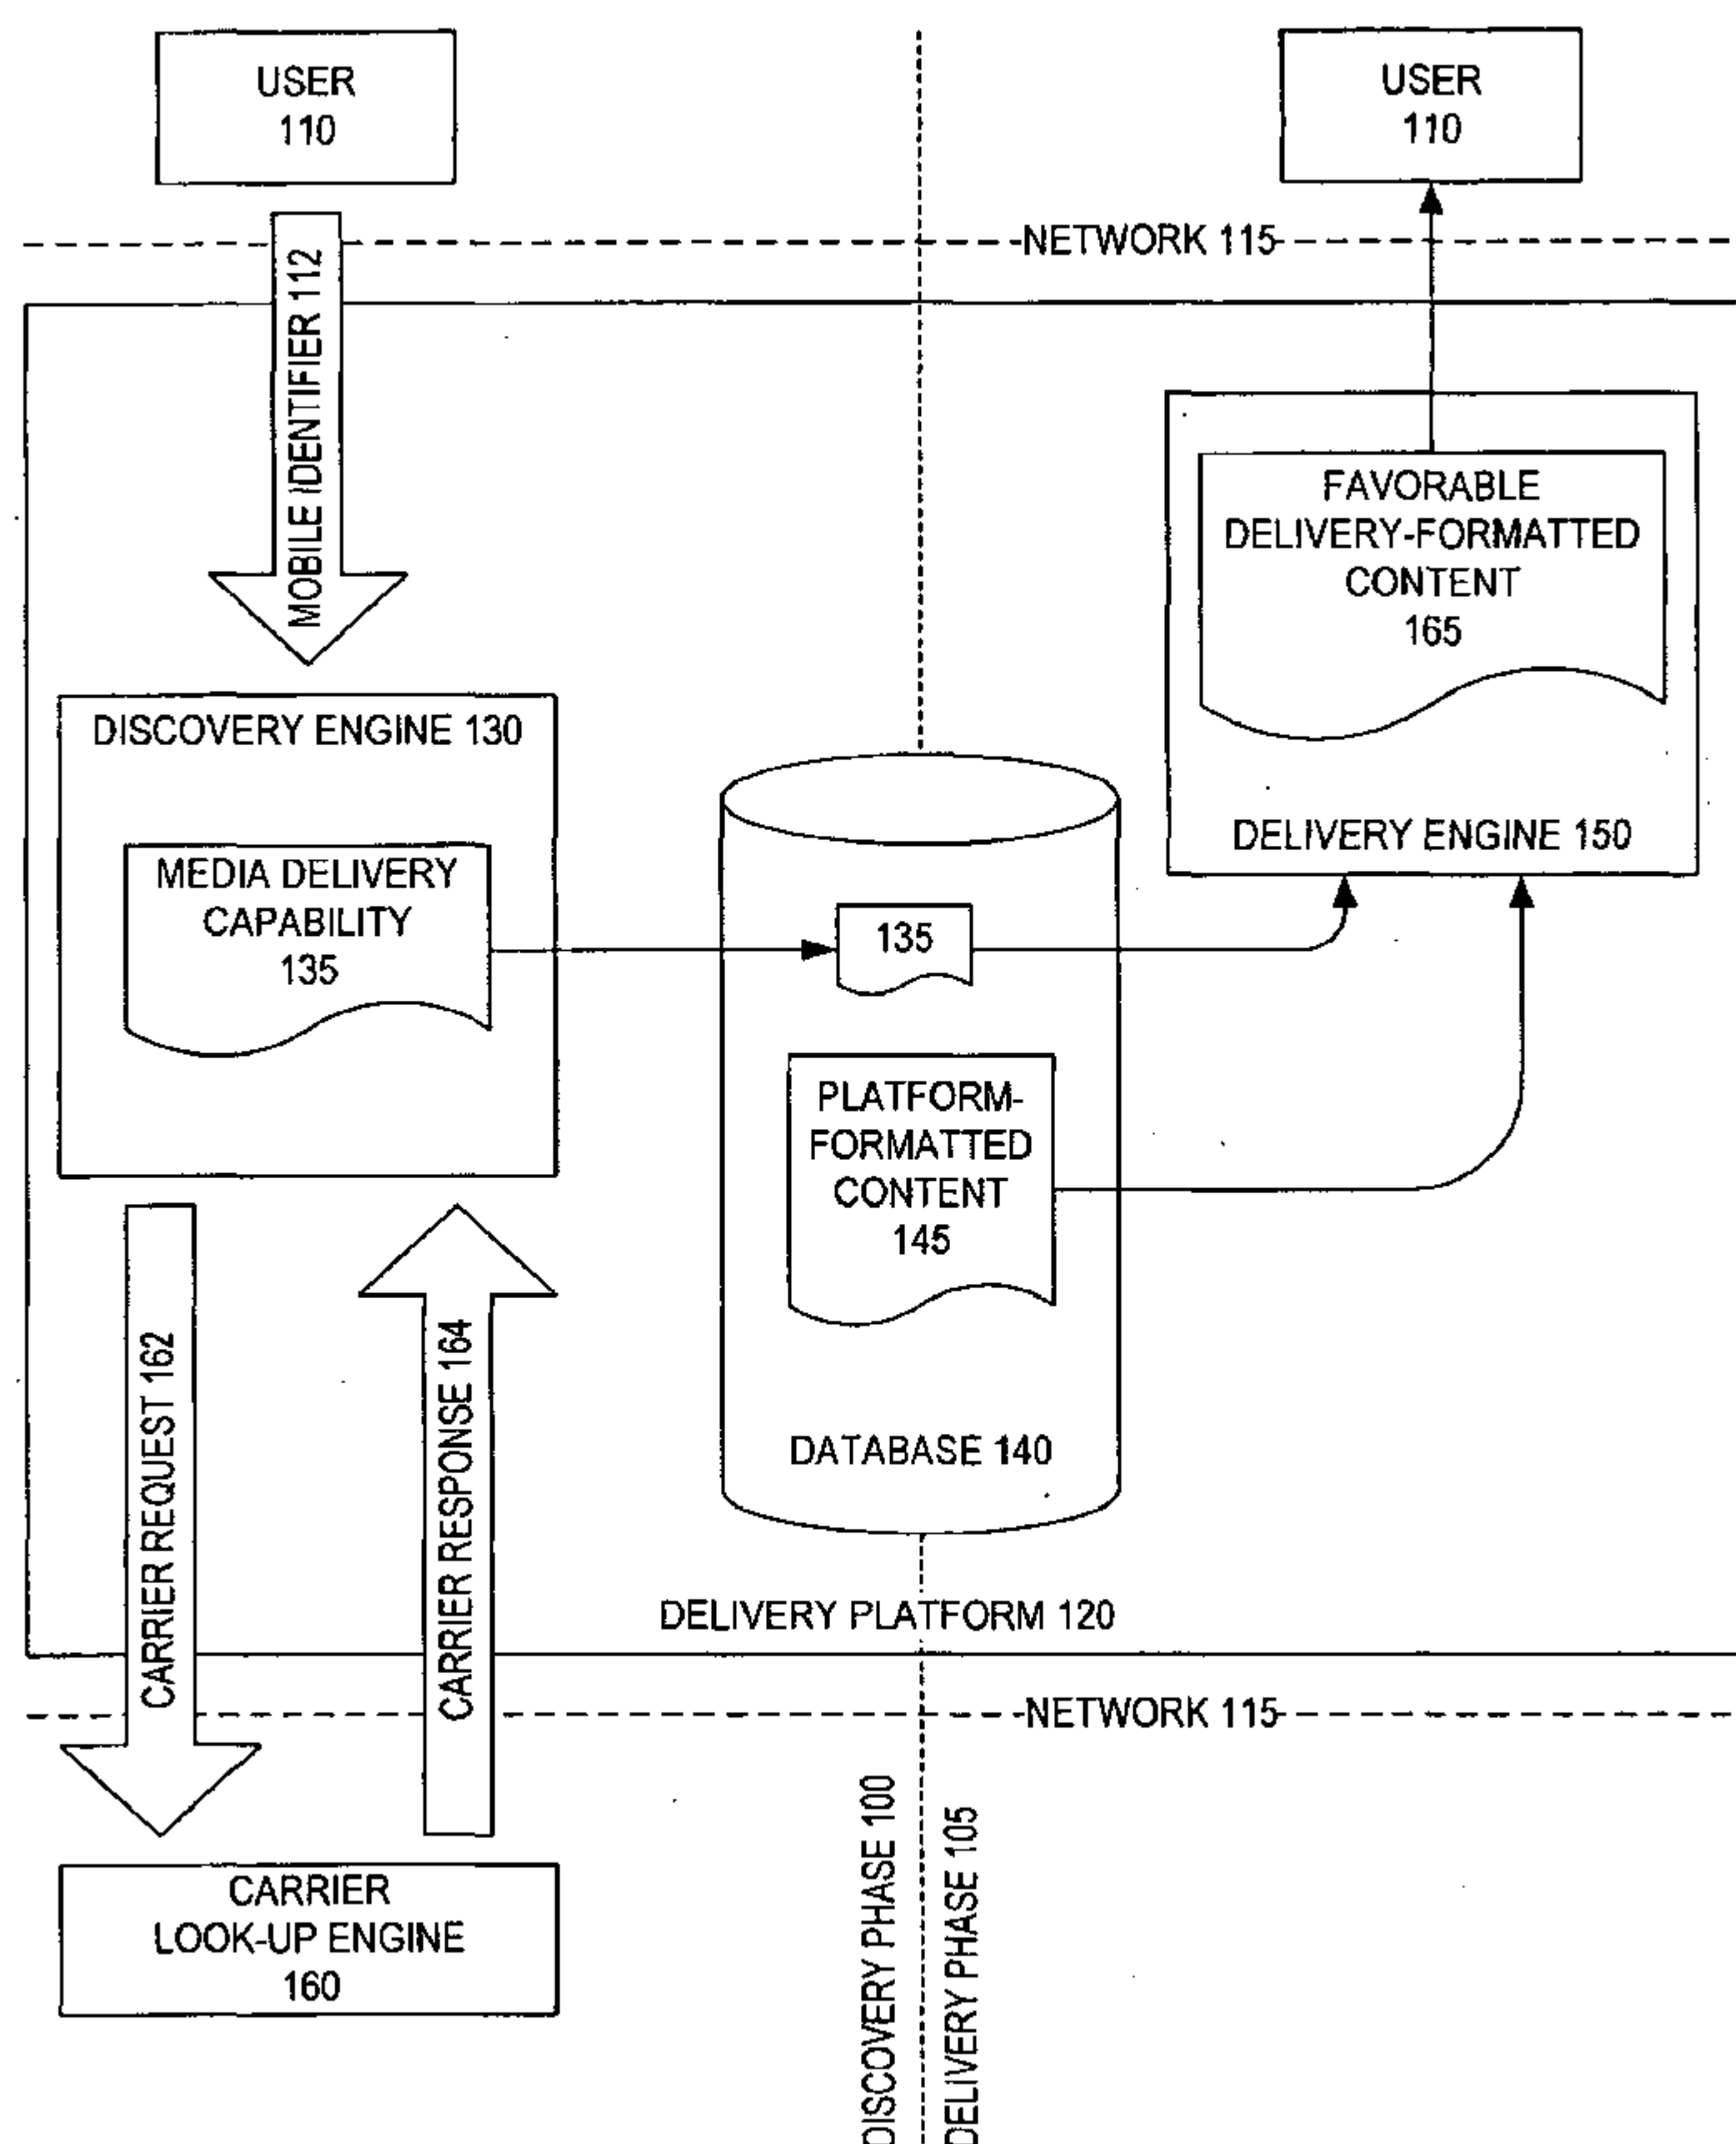 USER
110
USER
110
NETWORK 115
MOBILE IDENTIFIER 112
FAVORABLE
DELIVERY-FORMATTED
CONTENT
165
DELIVERY ENGINE 150
DISCOVERY ENGINE 130
MEDIA DELIVERY
CAPABILITY
135
135
PLATFORM-
FORMATTED
CONTENT
145
DATABASE 140
CARRIER REQUEST 162
CARRIER RESPONSE 164
DELIVERY PLATFORM 120
NETWORK 115
CARRIER
LOOK-UP ENGINE
160
DISCOVERY PHASE 100
DELIVERY PHASE 105